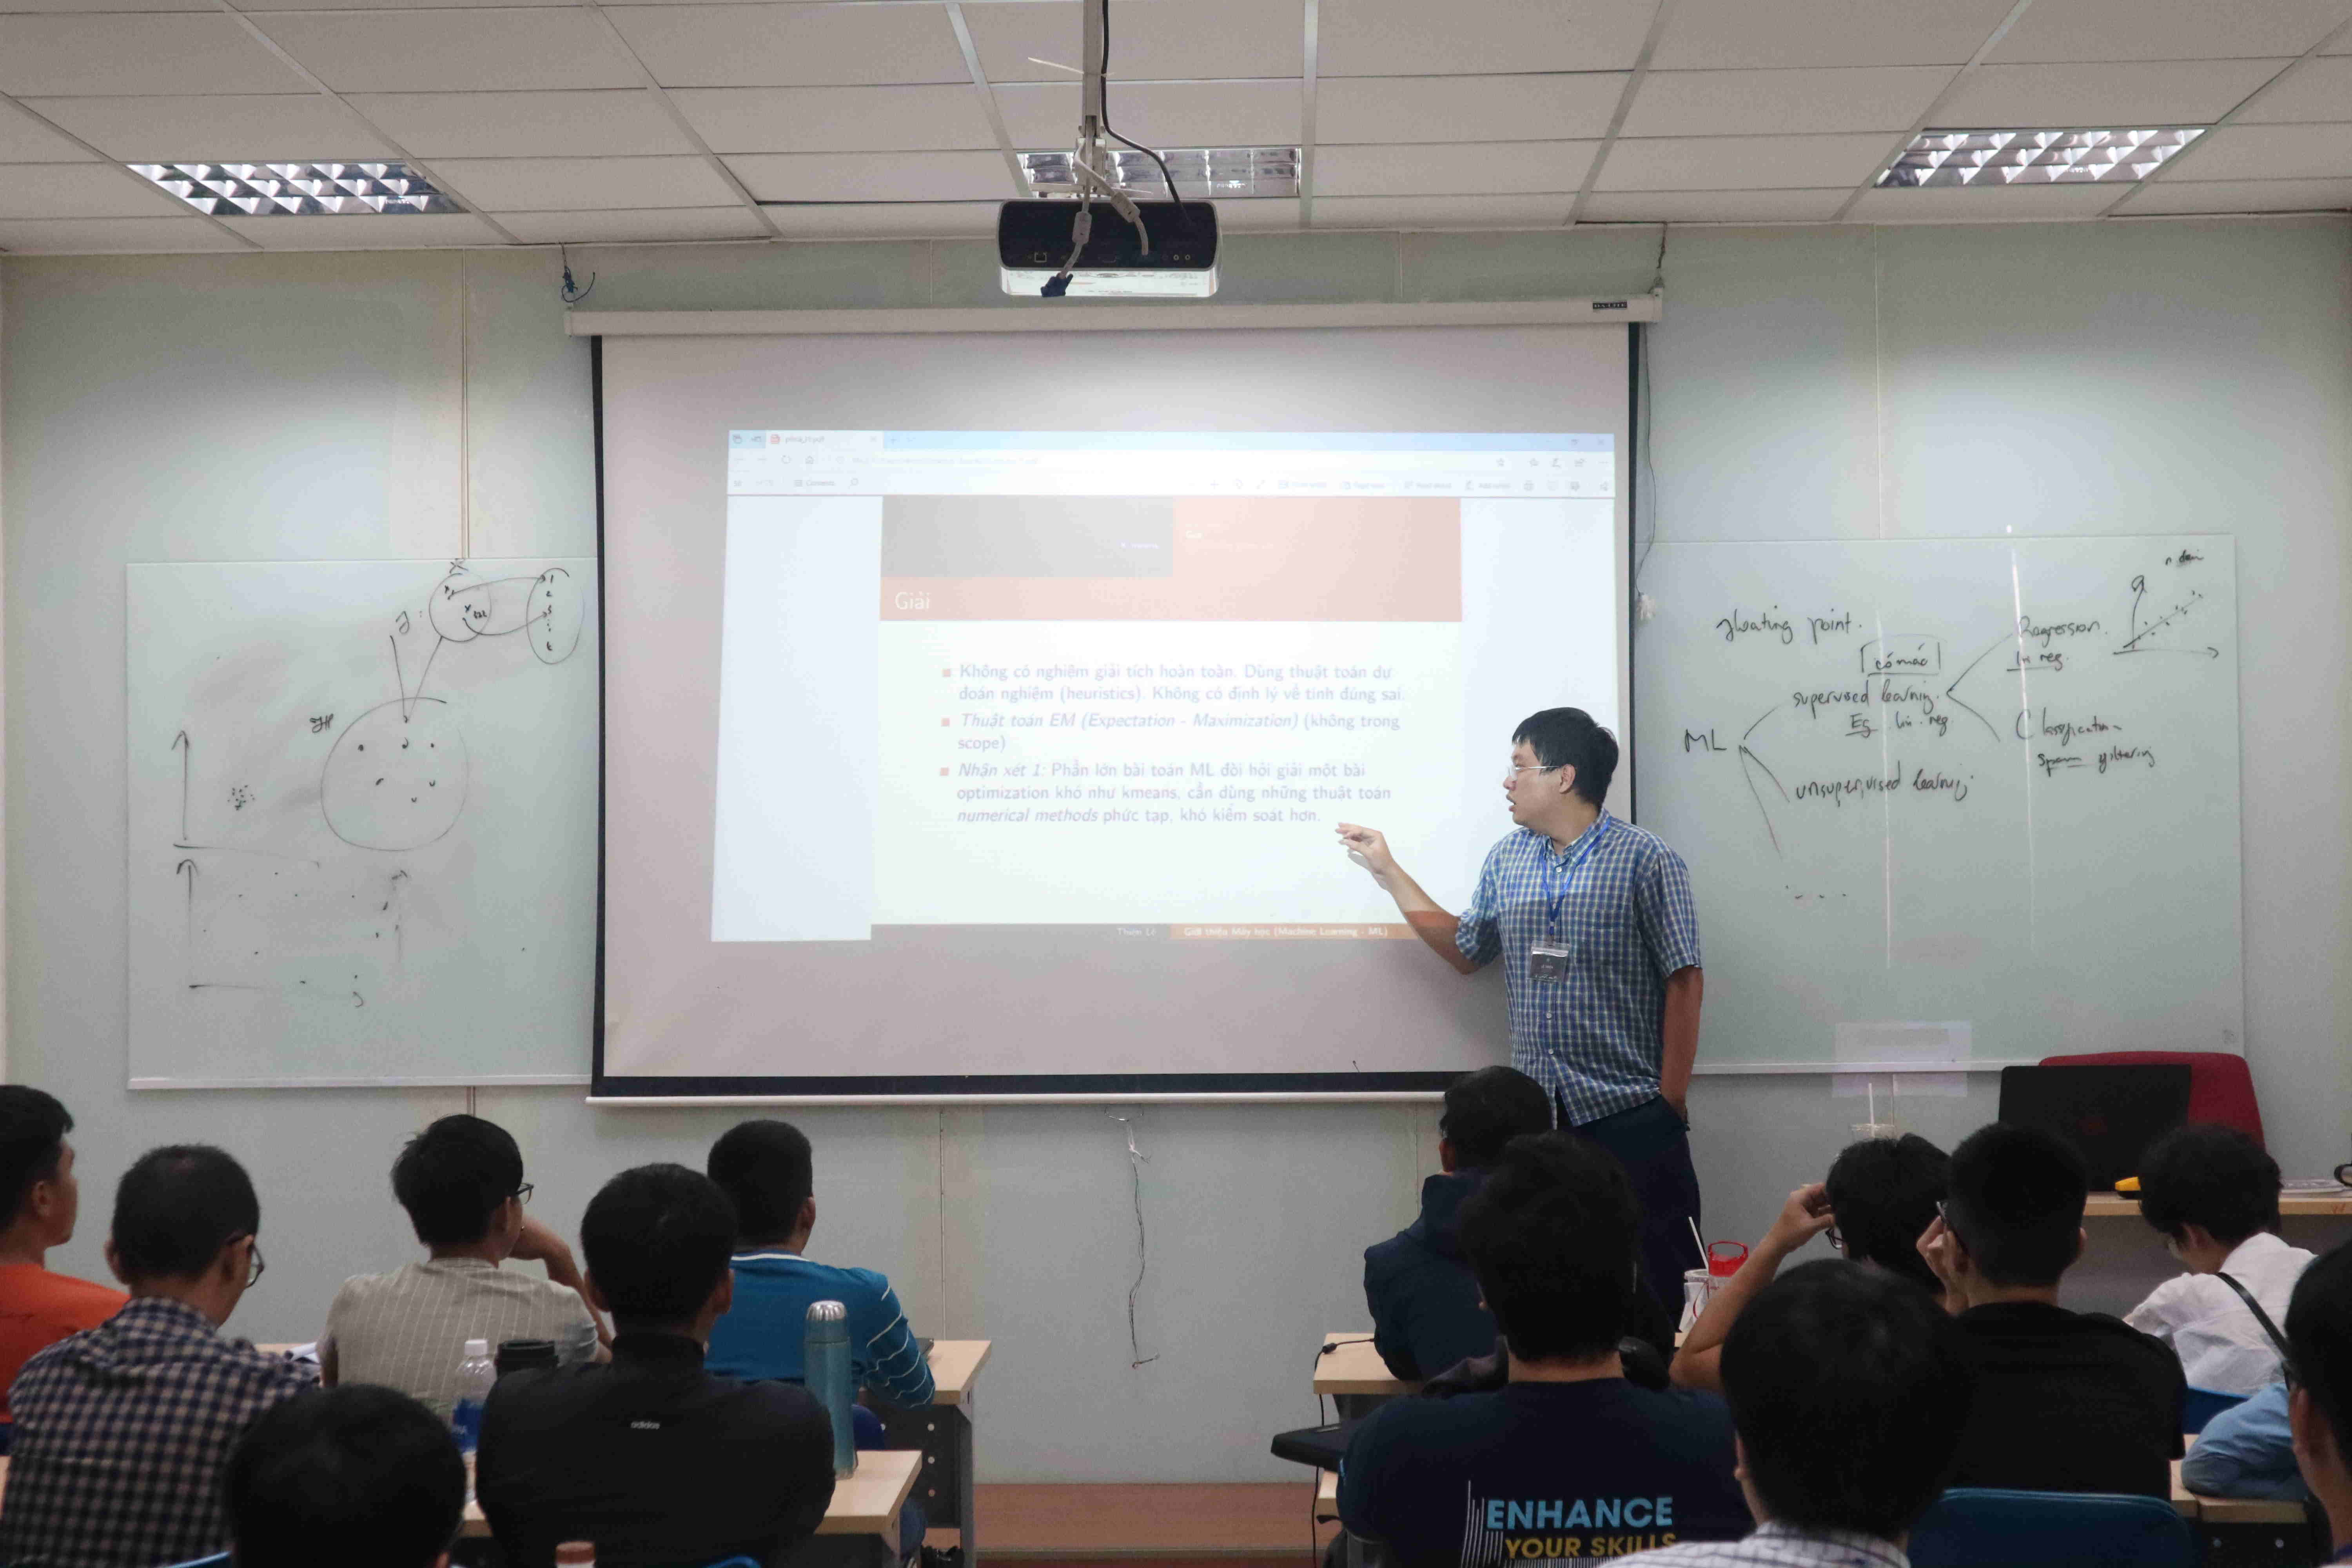 Contents
Giải
Không có nghiệm giải tích hoàn toàn. Dùng thuật toán dự
đoán nghiệm (heuristics). Không có định lý về tính đúng sai.
Thuật toán EM (Expectation - Maximization) (không trong
scope)
Nhận xét 1: Phần lớn bài toán ML đòi hỏi giải một bài
optimization khó như kmeans, cần dùng những thuật toán
numerical methods phức tạp, khó kiểm soát hơn.
Giới thiệu Máy học (Machine Learning - ML)
floating point.
có mác
supervised learning.
Eg lin. reg
ML
unsupervised learning
Regression.
lin reg.
Classification
spam filtering
adidas
ENHANCE
YOUR SKILLS